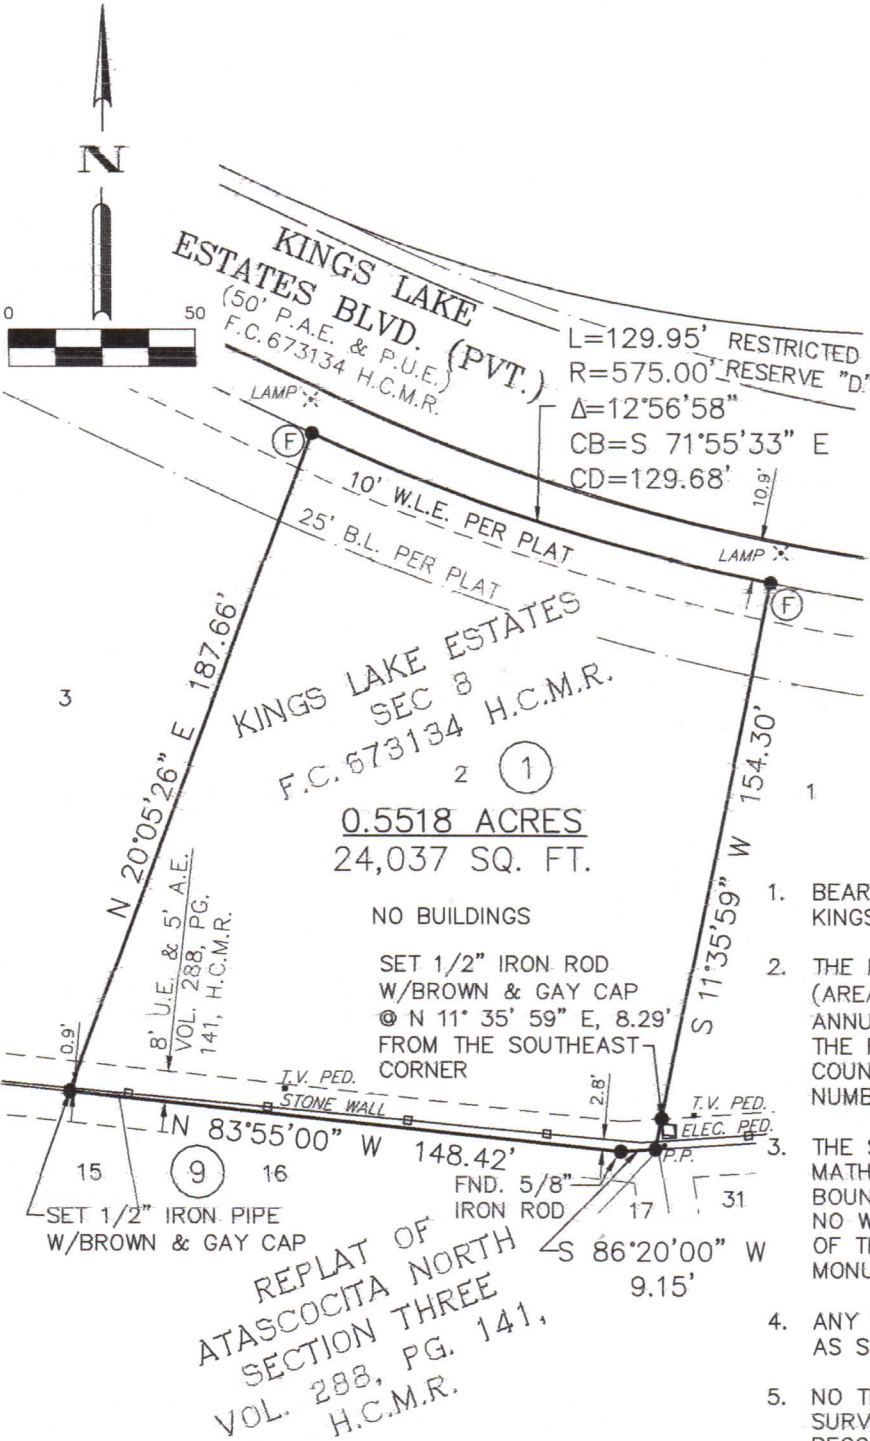 N
0 50
KINGS LAKE
ESTATES BLVD. (PVT.)
(50' P.A.E. & P.U.E.)
F.C. 673134 H.C.M.R.
L=129.95' RESTRICTED
R=575.00' RESERVE "D"
Δ=12°56'58"
CB=S 71°55'33" E
CD=129.68'
LAMP
F
10.9'
10' W.L.E. PER PLAT
25' B.L. PER PLAT
LAMP
F
N 20°05'26" E 187.66'
3
KINGS LAKE ESTATES
SEC 8
F.C. 673134 H.C.M.R.
2 1
0.5518 ACRES
24,037 SQ. FT.
S 11°35'59" W 154.30'
1
NO BUILDINGS
8' U.E. & 5' A.E.
VOL. 288, PG.
141, H.C.M.R.
SET 1/2" IRON ROD
W/BROWN & GAY CAP
@ N 11° 35' 59" E, 8.29'
FROM THE SOUTHEAST
CORNER
0.9'
T.V. PED.
STONE WALL
2.8'
T.V. PED.
ELEC. PED.
P.P.
N 83°55'00" W 148.42'
15 9 16
FND. 5/8"
IRON ROD
17 31
SET 1/2" IRON PIPE
W/BROWN & GAY CAP
S 86°20'00" W
9.15'
REPLAT OF
ATASCOCITA NORTH
SECTION THREE
VOL. 288, PG. 141,
H.C.M.R.
1. BEAR
KINGS
2. THE
(AREA
ANNU
THE
COUN
NUMB
3. THE S
MATH
BOUN
NO W
OF TH
MONU
4. ANY
AS S
5. NO T
SURV